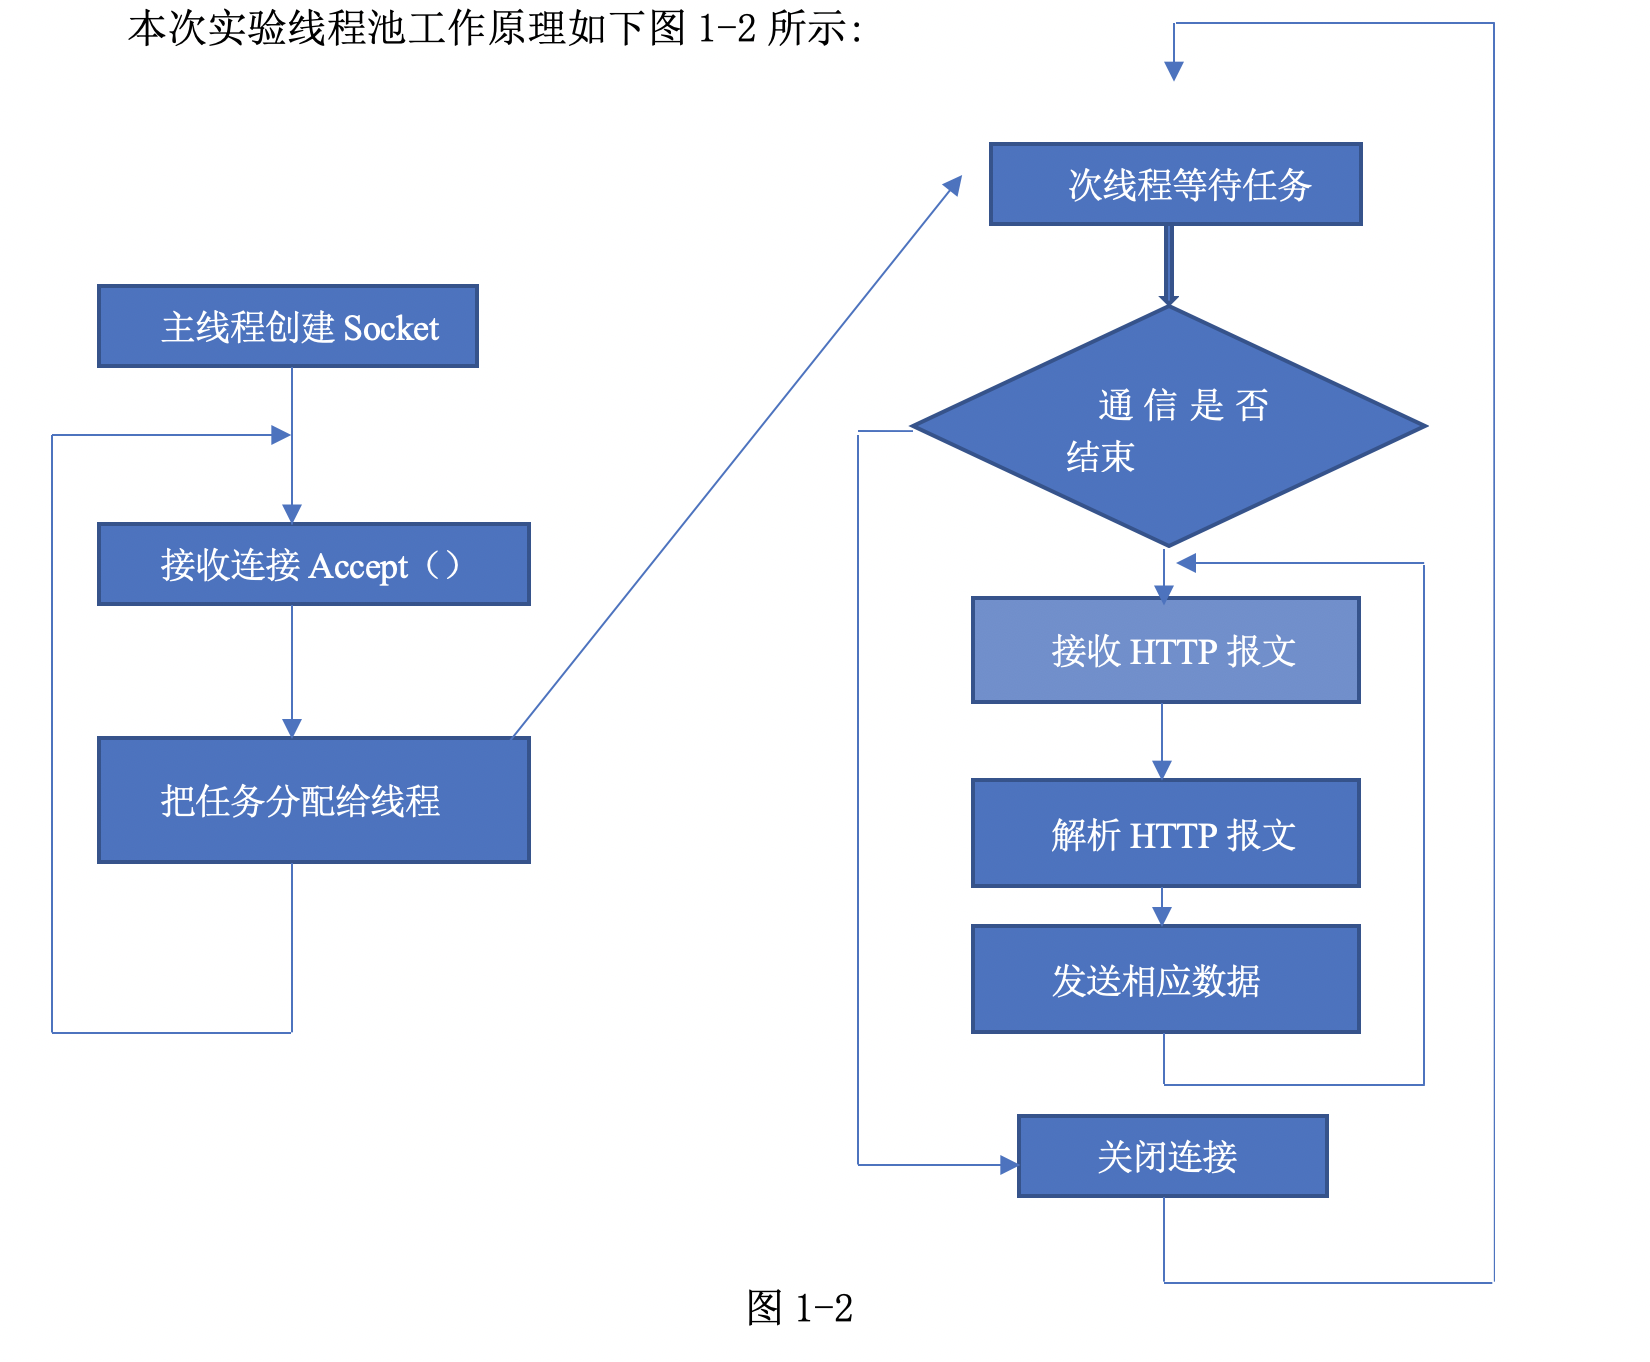 本次实验线程池工作原理如下图 1-2 所示：
主线程创建 Socket
接收连接 Accept（）
把任务分配给线程
次线程等待任务
通信是否
结束
接收 HTTP 报文
解析 HTTP 报文
发送相应数据
关闭连接
图 1-2